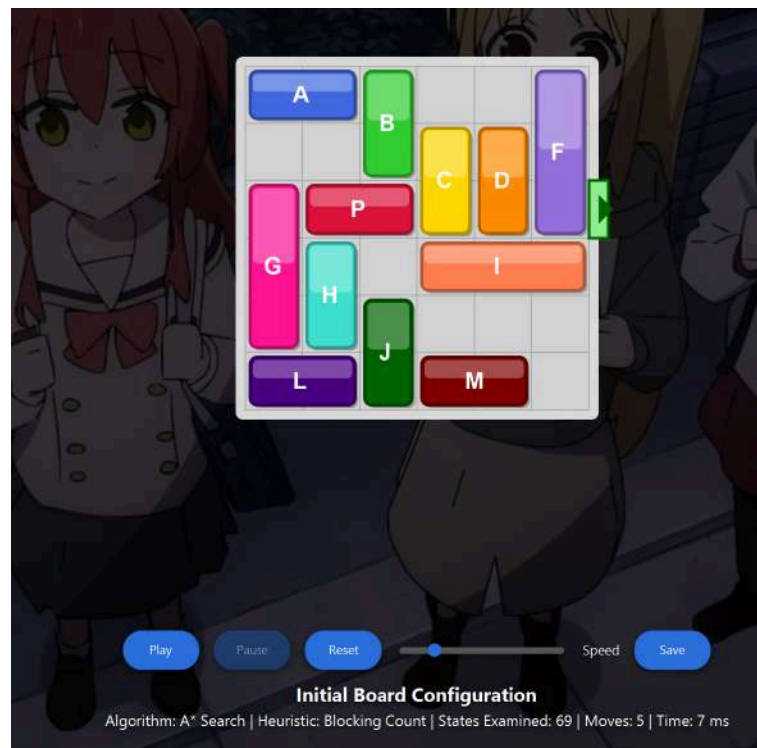 A
B
F
C
D
P
G
H
I
J
L
M
Play
Pause
Reset
Speed
Save
Initial Board Configuration
Algorithm: A* Search | Heuristic: Blocking Count | States Examined: 69 | Moves: 5 | Time: 7 ms